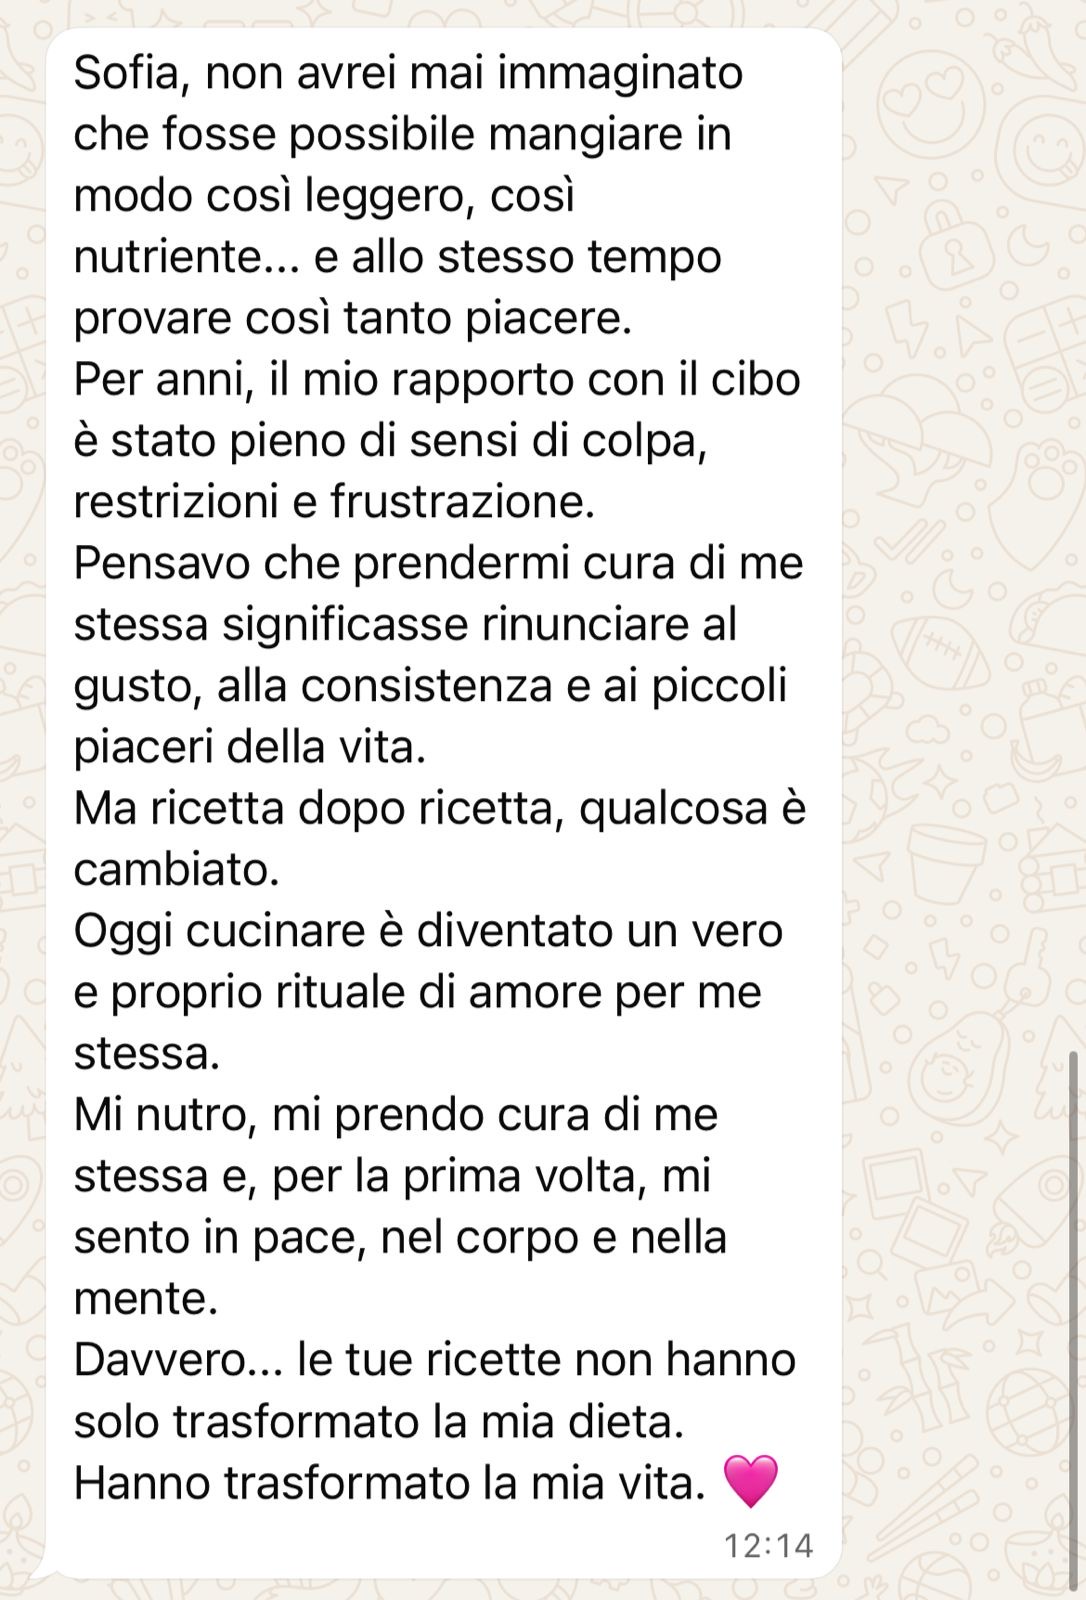 Sofia, non avrei mai immaginato
che fosse possibile mangiare in
modo così leggero, così
nutriente... e allo stesso tempo
provare così tanto piacere.
Per anni, il mio rapporto con il cibo
è stato pieno di sensi di colpa,
restrizioni e frustrazione.
Pensavo che prendermi cura di me
stessa significasse rinunciare al
gusto, alla consistenza e ai piccoli
piaceri della vita.
Ma ricetta dopo ricetta, qualcosa è
cambiato.
Oggi cucinare è diventato un vero
e proprio rituale di amore per me
stessa.
Mi nutro, mi prendo cura di me
stessa e, per la prima volta, mi
sento in pace, nel corpo e nella
mente.
Davvero... le tue ricette non hanno
solo trasformato la mia dieta.
Hanno trasformato la mia vita. 🩷
12:14